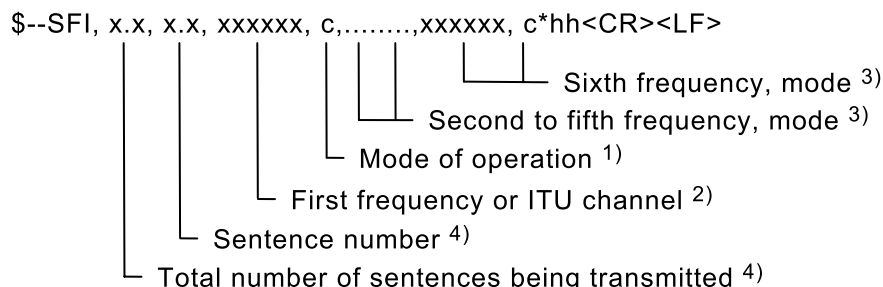 $--SFI, x.x, x.x, xxxxxx, c,........,xxxxxx, c*hh<CR><LF>
Sixth frequency, mode 3)
Second to fifth frequency, mode 3)
Mode of operation 1)
First frequency or ITU channel 2)
Sentence number 4)
Total number of sentences being transmitted 4)